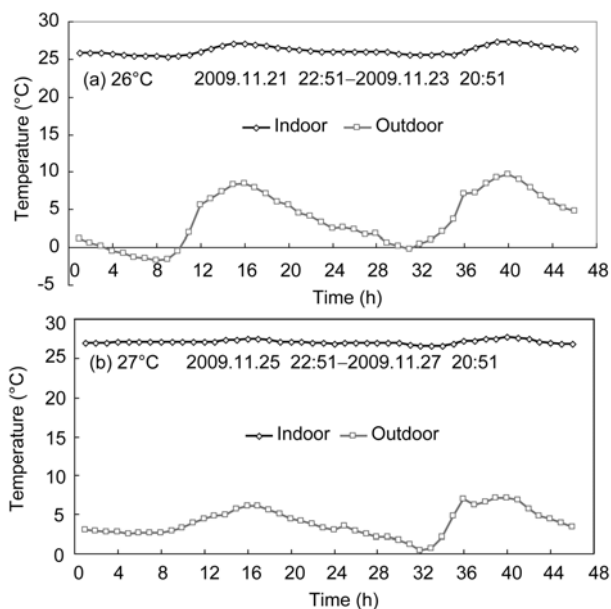 30
25
(a) 26°C 2009.11.21 22:51–2009.11.23 20:51
20
Indoor Outdoor
15
10
5
0
-5
Temperature (°C)
0 4 8 12 16 20 24 28 32 36 40 44 48
Time (h)
30
25
(b) 27°C 2009.11.25 22:51–2009.11.27 20:51
20
Indoor Outdoor
15
10
5
0
Temperature (°C)
0 4 8 12 16 20 24 28 32 36 40 44 48
Time (h)